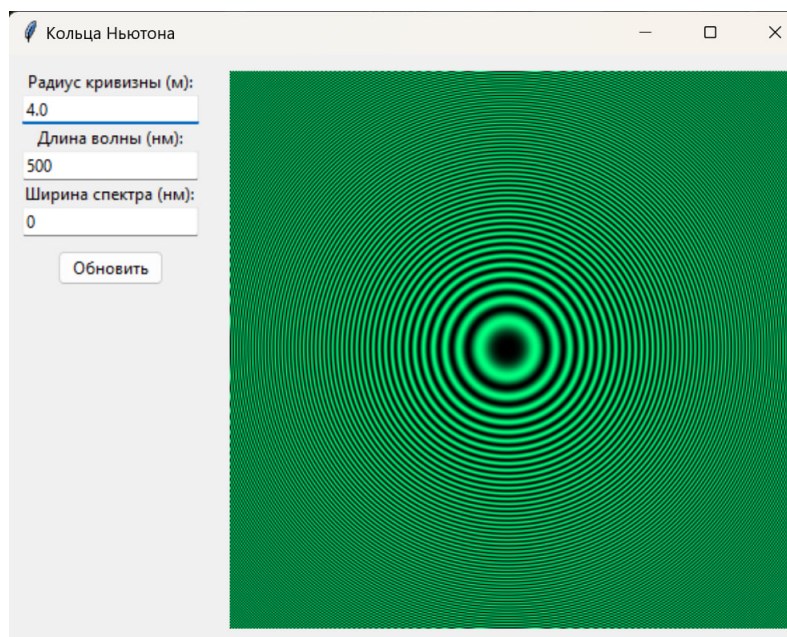 Кольца Ньютона
Радиус кривизны (м):
4.0
Длина волны (нм):
500
Ширина спектра (нм):
0
Обновить